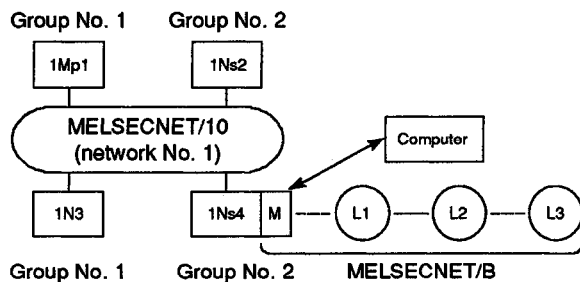 Group No. 1
Group No. 2
1Mp1
1Ns2
MELSECNET/10
(network No. 1)
Computer
1N3
1Ns4
M
L1
L2
L3
Group No. 1
Group No. 2
MELSECNET/B